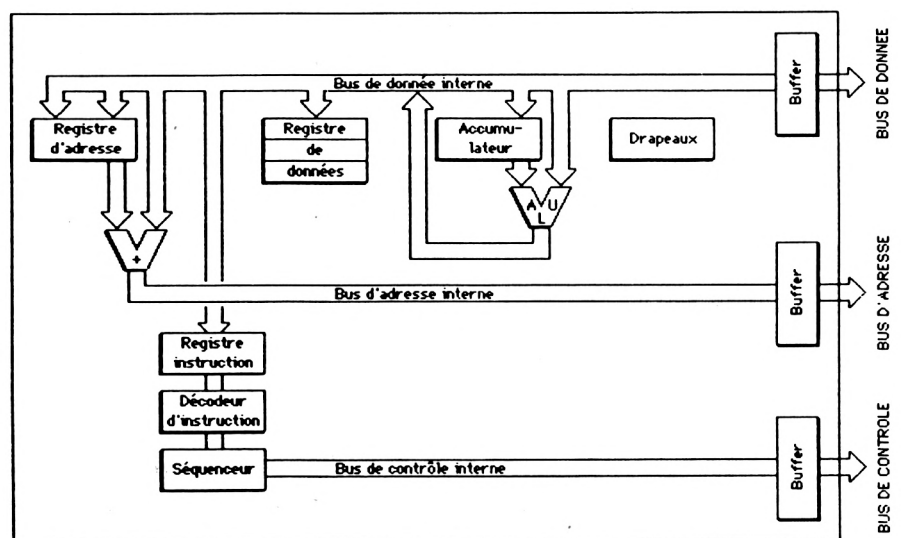 Bus de donnée interne
Buffer
BUS DE DONNEE
Registre
d'adresse
Registre
de
données
Accumu-
lateur
Drapeaux
A L U
+
Bus d'adresse interne
Buffer
BUS D'ADRESSE
Registre
instruction
Décodeur
d'instruction
Séquenceur
Bus de contrôle interne
Buffer
BUS DE CONTROLE